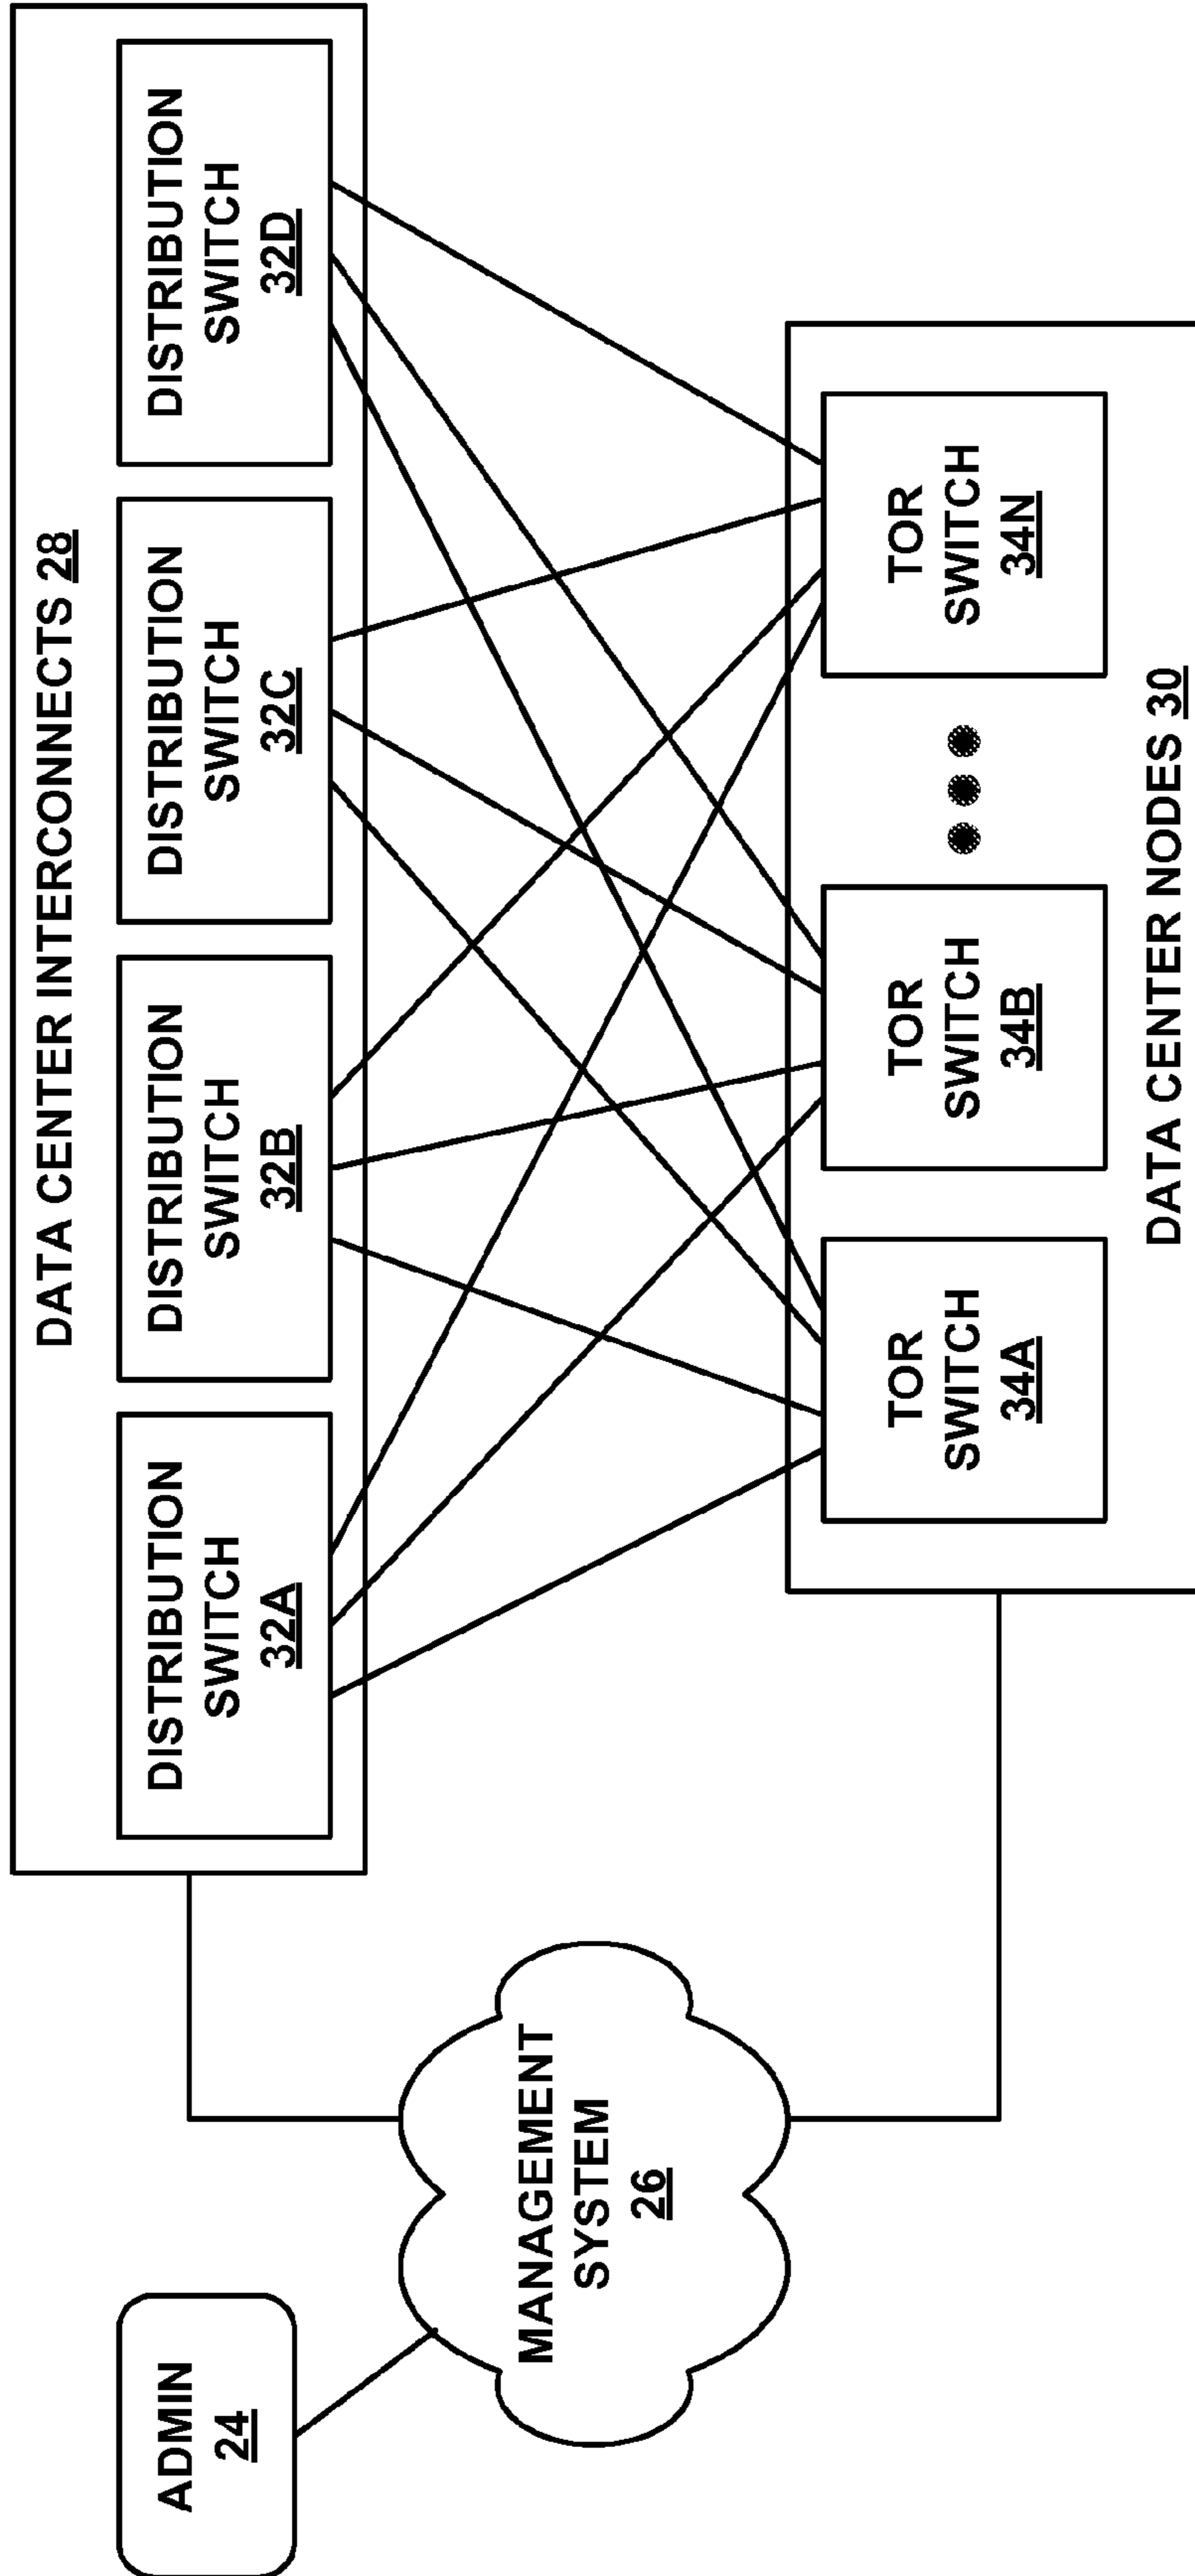 DATA CENTER INTERCONNECTS 28
DISTRIBUTION
SWITCH
32A
DISTRIBUTION
SWITCH
32B
DISTRIBUTION
SWITCH
32C
DISTRIBUTION
SWITCH
32D
ADMIN
24
MANAGEMENT
SYSTEM
26
TOR
SWITCH
34A
TOR
SWITCH
34B
TOR
SWITCH
34N
DATA CENTER NODES 30